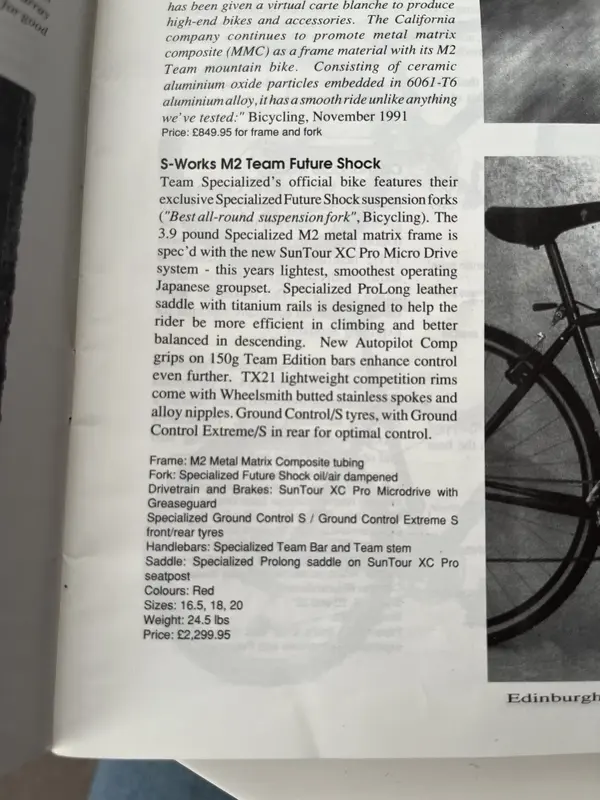 has been given a virtual carte blanche to produce
high-end bikes and accessories. The California
company continues to promote metal matrix
composite (MMC) as a frame material with its M2
Team mountain bike. Consisting of ceramic
aluminium oxide particles embedded in 6061-T6
aluminium alloy, it has a smooth ride unlike anything
we've tested:" Bicycling, November 1991
Price: £849.95 for frame and fork
S-Works M2 Team Future Shock
Team Specialized's official bike features their
exclusive Specialized Future Shock suspension forks
("Best all-round suspension fork", Bicycling). The
3.9 pound Specialized M2 metal matrix frame is
spec'd with the new SunTour XC Pro Micro Drive
system - this years lightest, smoothest operating
Japanese groupset. Specialized ProLong leather
saddle with titanium rails is designed to help the
rider be more efficient in climbing and better
balanced in descending. New Autopilot Comp
grips on 150g Team Edition bars enhance control
even further. TX21 lightweight competition rims
come with Wheelsmith butted stainless spokes and
alloy nipples. Ground Control/S tyres, with Ground
Control Extreme/S in rear for optimal control.
Frame: M2 Metal Matrix Composite tubing
Fork: Specialized Future Shock oil/air dampened
Drivetrain and Brakes: SunTour XC Pro Microdrive with
Greaseguard
Specialized Ground Control S / Ground Control Extreme S
front/rear tyres
Handlebars: Specialized Team Bar and Team stem
Saddle: Specialized Prolong saddle on SunTour XC Pro
seatpost
Colours: Red
Sizes: 16.5, 18, 20
Weight: 24.5 lbs
Price: £2,299.95
Edinburgh